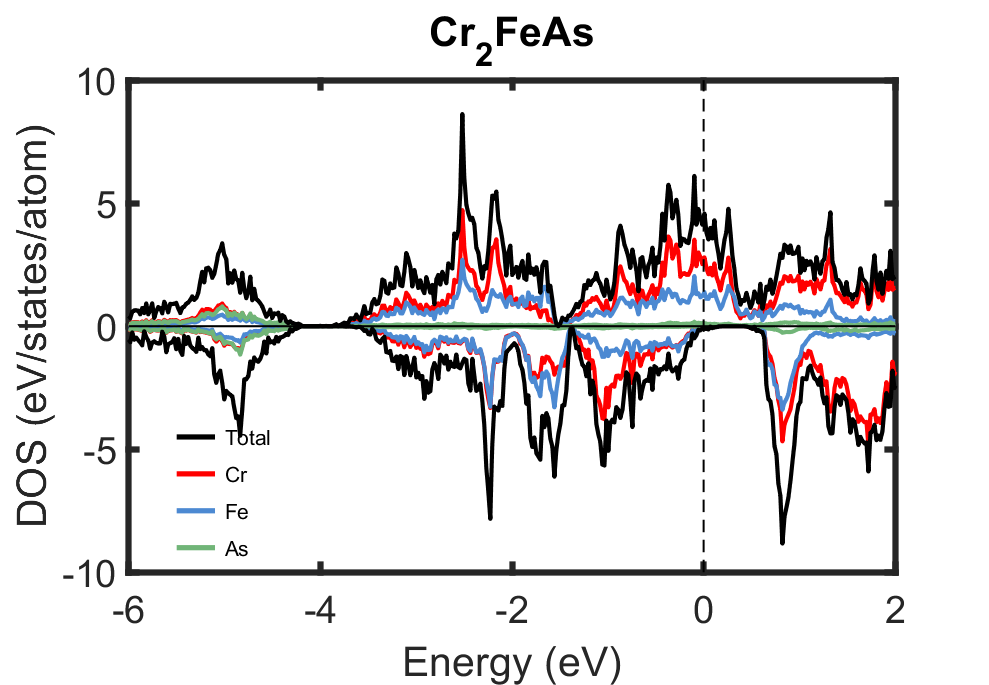 Cr2FeAs
10
5
0
-5
-10
DOS (eV/states/atom)
Total
Cr
Fe
As
-6 -4 -2 0 2
Energy (eV)